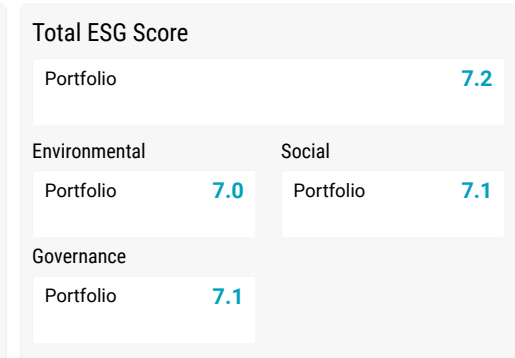 Total ESG Score
Portfolio 7.2
Environmental Social
Portfolio 7.0 Portfolio 7.1
Governance
Portfolio 7.1